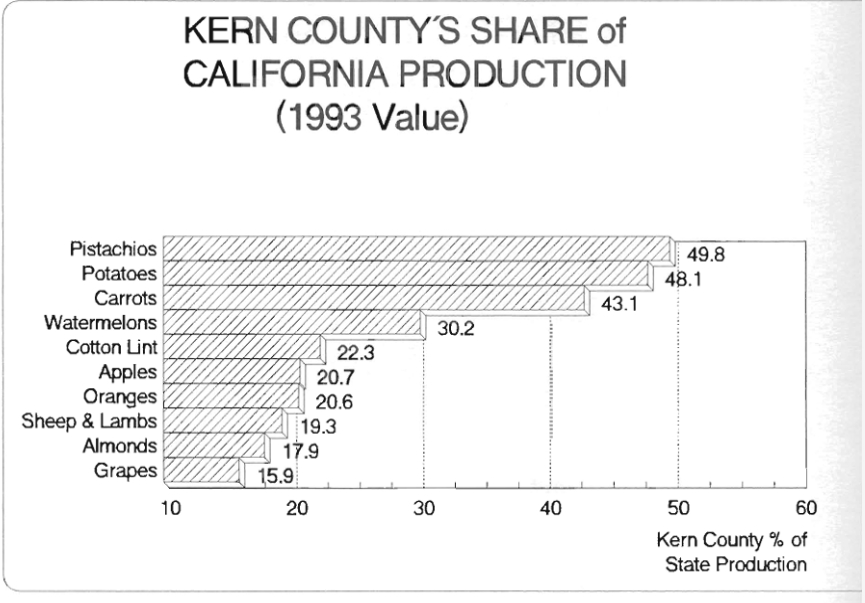 KERN COUNTY´S SHARE of
CALIFORNIA PRODUCTION
(1993 Value)
Pistachios 49.8
Potatoes 48.1
Carrots 43.1
Watermelons 30.2
Cotton Lint 22.3
Apples 20.7
Oranges 20.6
Sheep & Lambs 19.3
Almonds 17.9
Grapes 15.9
10 20 30 40 50 60
Kern County % of
State Production